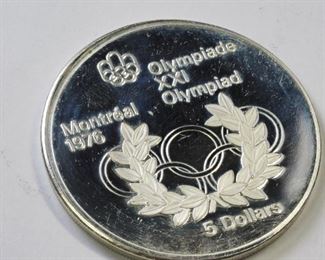 Olympiade
XXI
Olympiad
Montréal
1976
5 Dollars